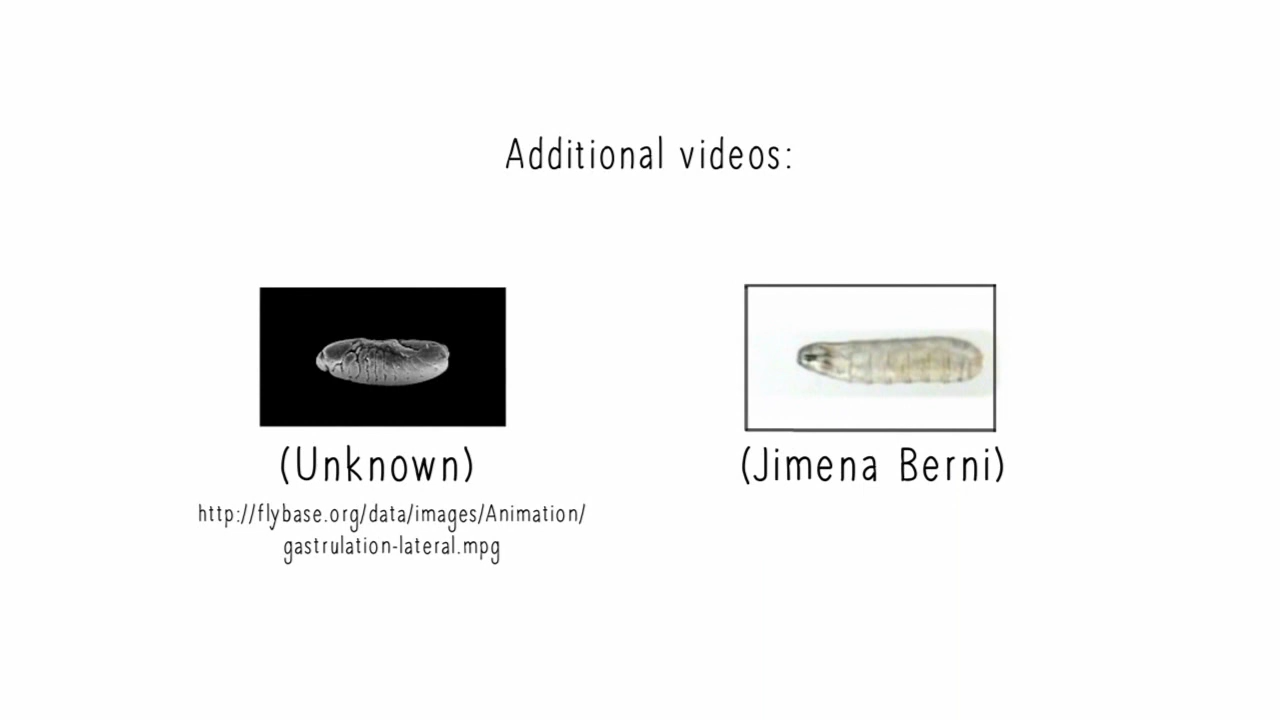 Additional videos:
(Unknown)
(Jimena Berni)
http://flybase.org/data/images/Animation/
gastrulation-lateral.mpg